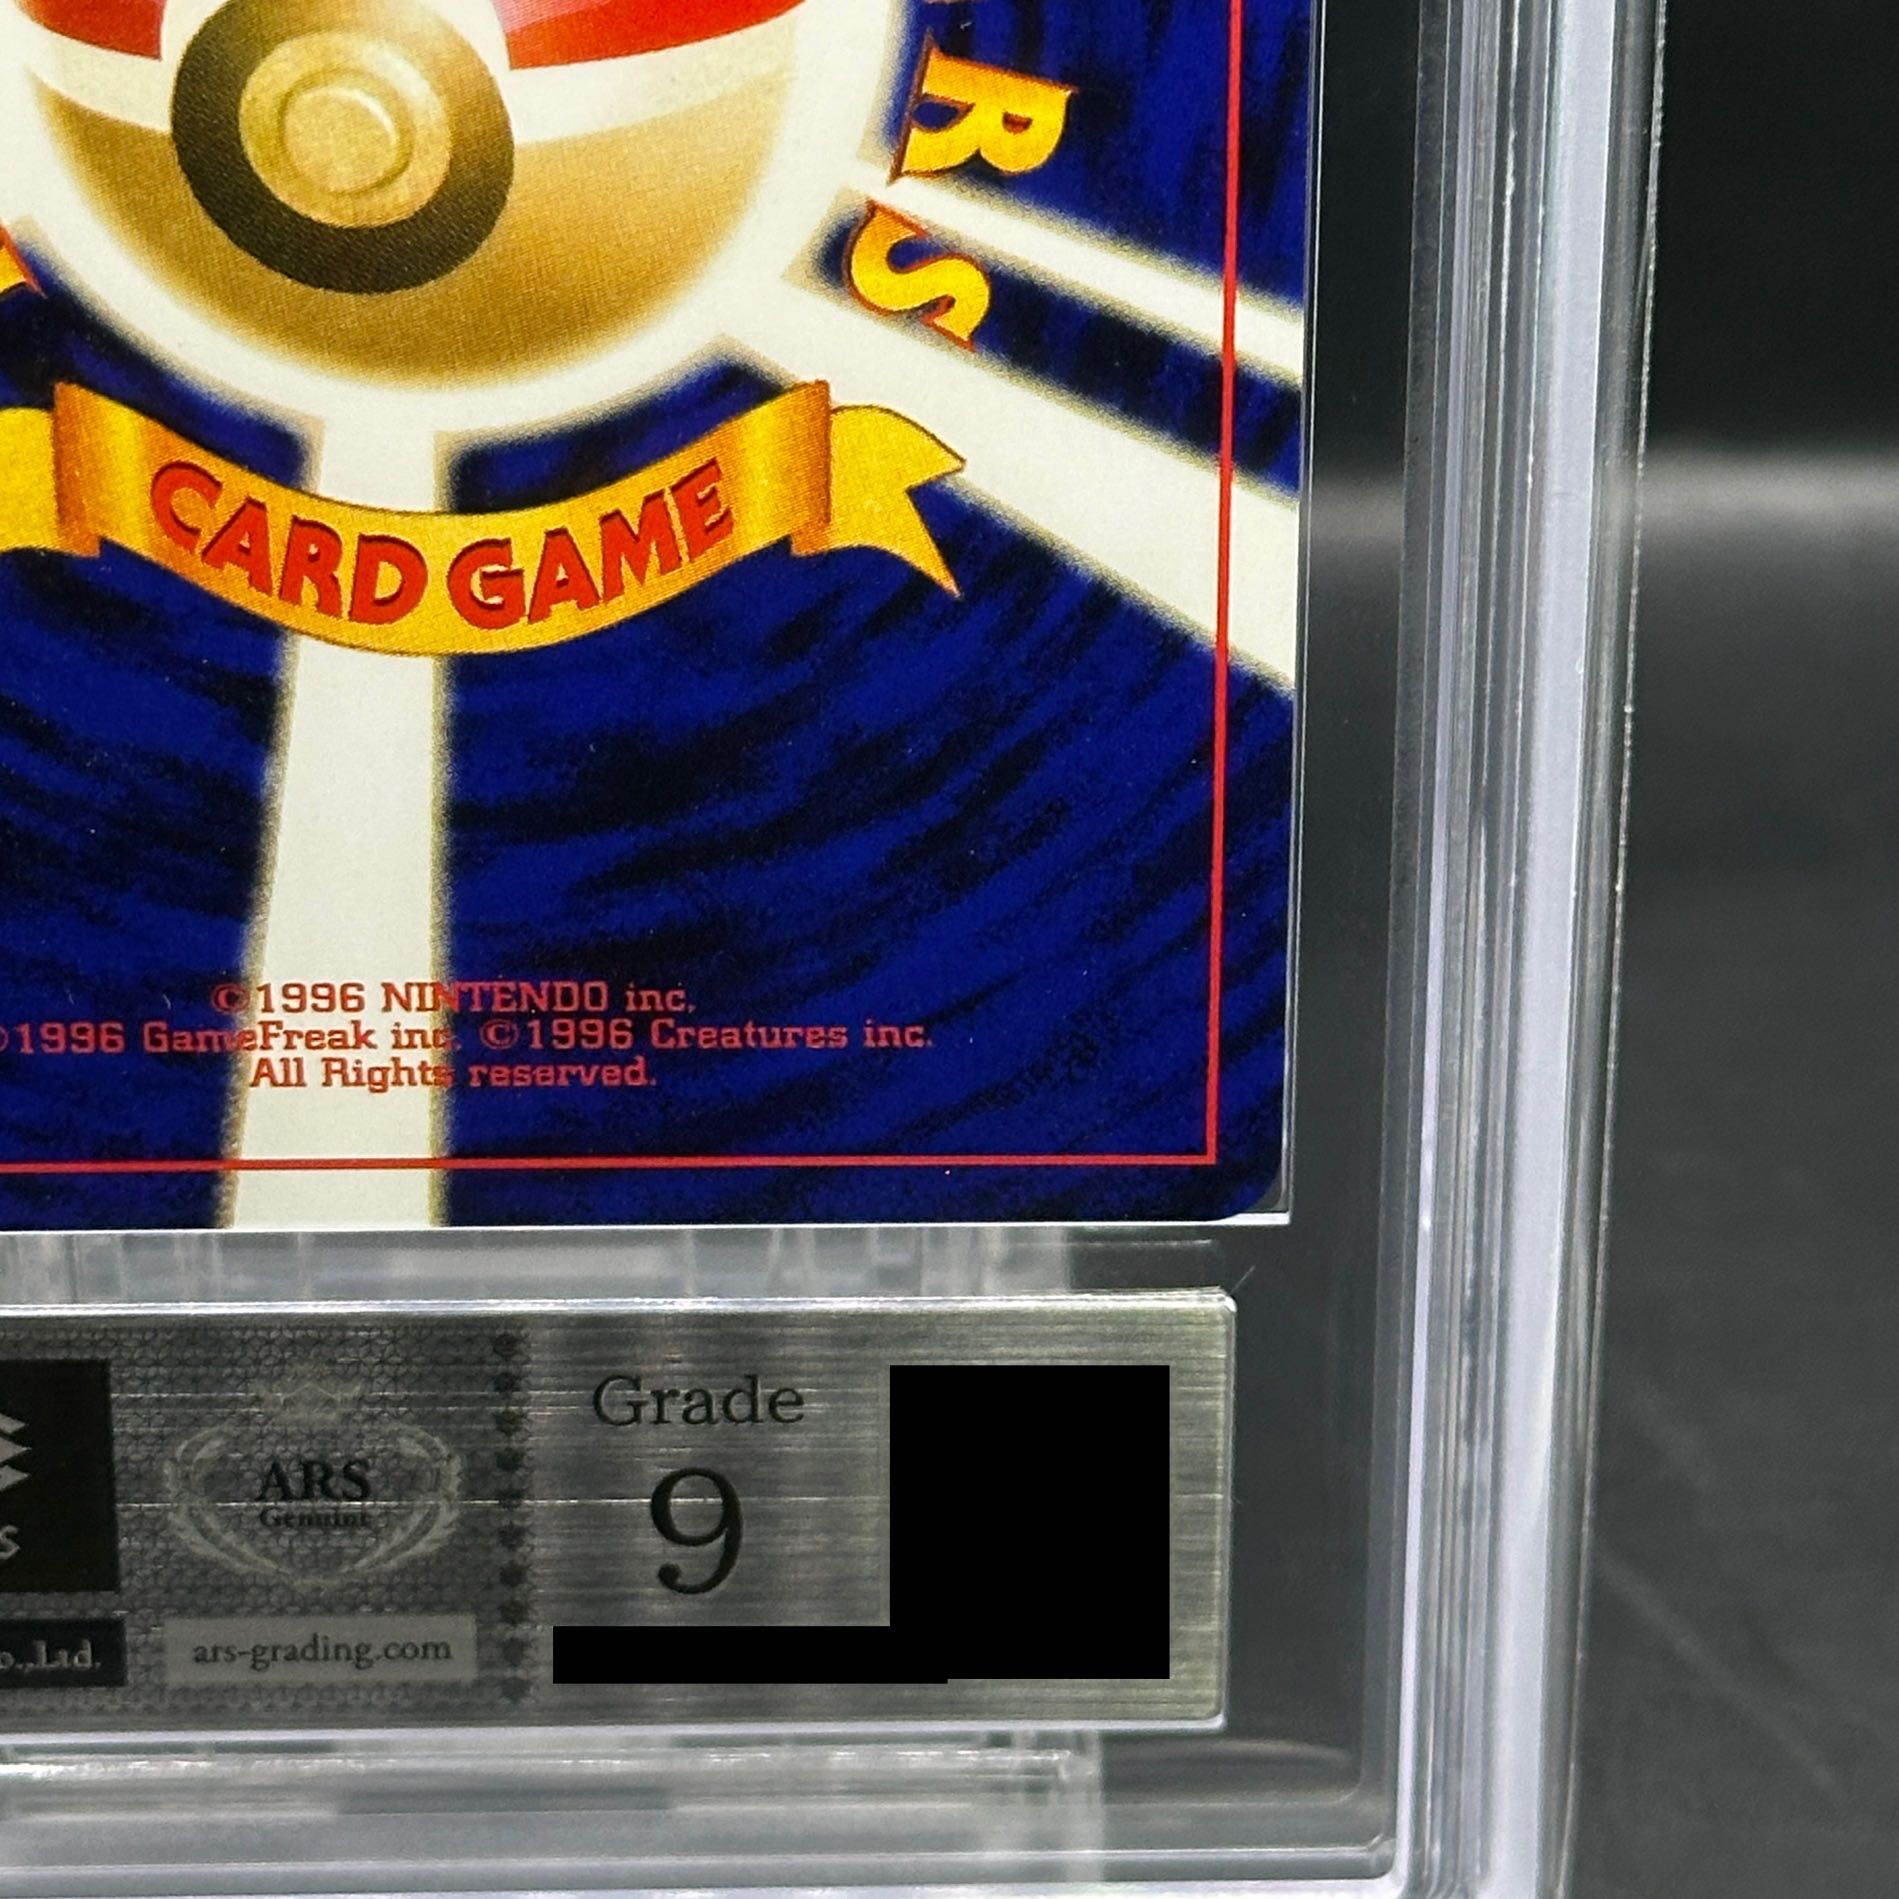 RS
CARD GAME
©1996 NINTENDO inc.
©1996 GameFreak inc. ©1996 Creatures inc.
All Rights reserved.
Grade
9
ARS
Genuine
s
o.,Ltd.
ars-grading.com